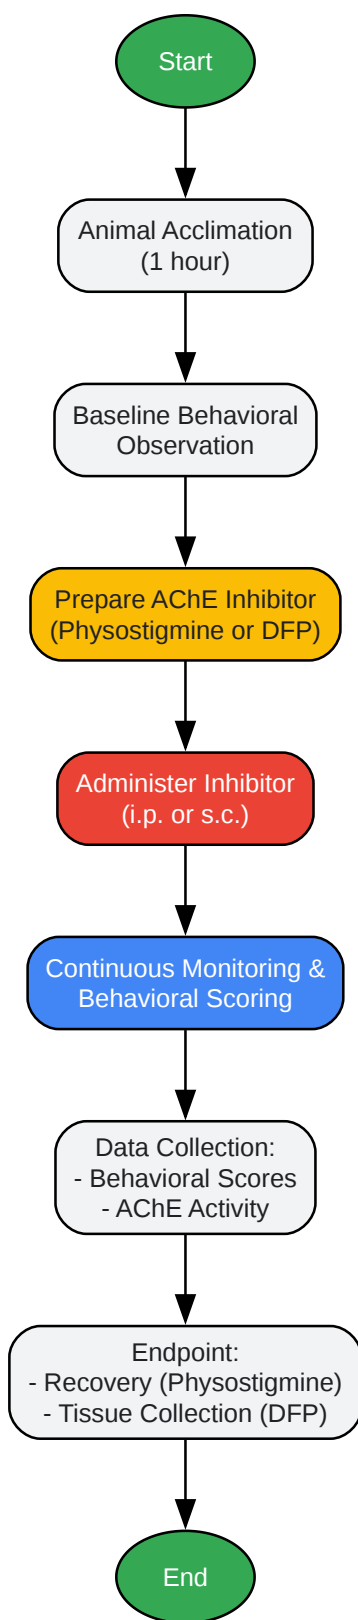 Start
Animal Acclimation
(1 hour)
Baseline Behavioral
Observation
Prepare AChE Inhibitor
(Physostigmine or DFP)
Administer Inhibitor
(i.p. or s.c.)
Continuous Monitoring &
Behavioral Scoring
Data Collection:
- Behavioral Scores
- AChE Activity
Endpoint:
- Recovery (Physostigmine)
- Tissue Collection (DFP)
End